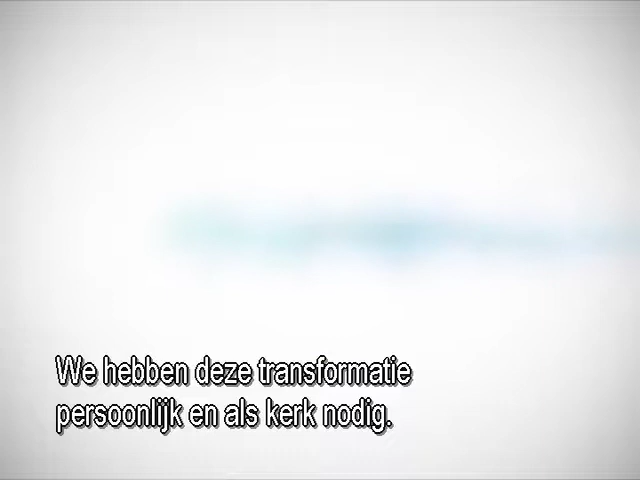 We hebben deze transformatie
persoonlijk en als kerk nodig.